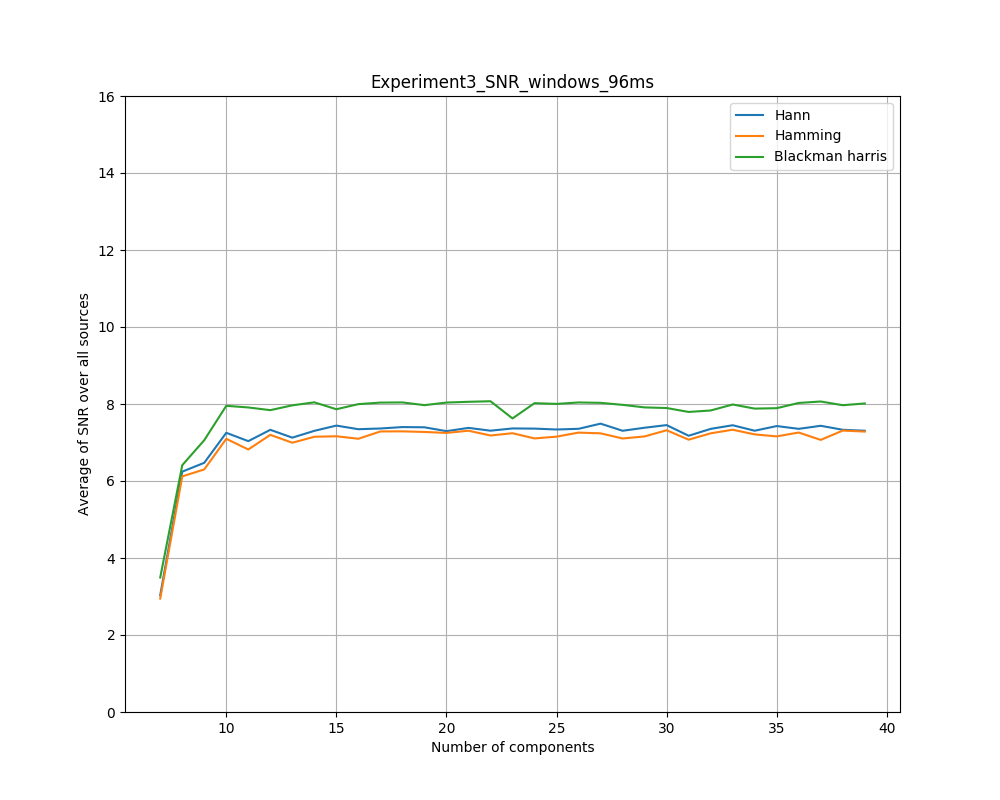 Experiment3_SNR_windows_96ms
16
14
12
10
8
6
4
2
0
Average of SNR over all sources
Hann
Hamming
Blackman harris
10 15 20 25 30 35 40
Number of components